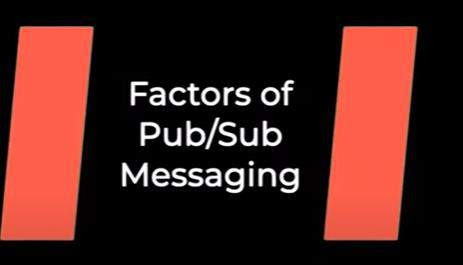 Factors of
Pub/Sub
Messaging